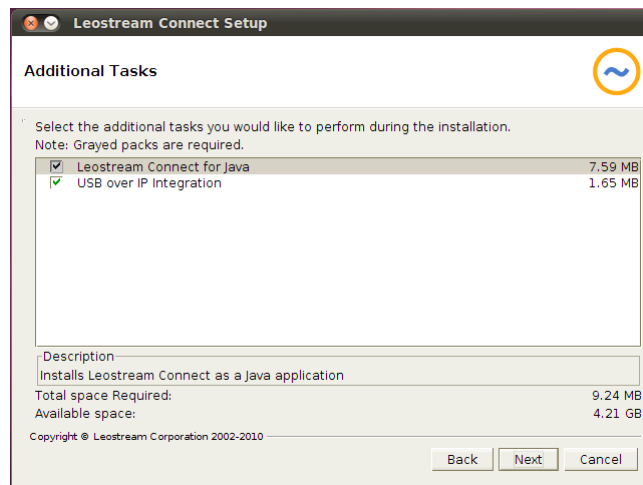 Leostream Connect Setup
Additional Tasks
Select the additional tasks you would like to perform during the installation.
Note: Grayed packs are required.
Leostream Connect for Java 7.59 MB
USB over IP Integration 1.65 MB
Description
Installs Leostream Connect as a Java application
Total space Required: 9.24 MB
Available space: 4.21 GB
Copyright © Leostream Corporation 2002-2010
Back Next Cancel